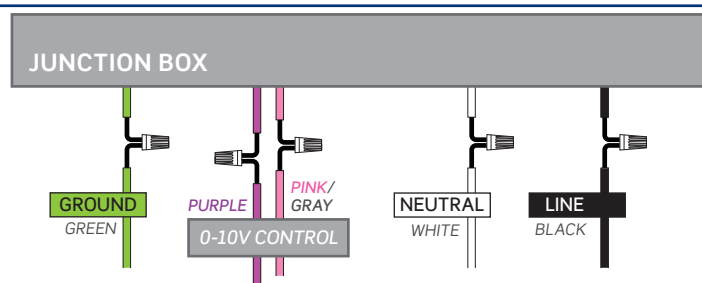 JUNCTION BOX
GROUND
GREEN
PURPLE
PINK/
GRAY
0-10V CONTROL
NEUTRAL
WHITE
LINE
BLACK